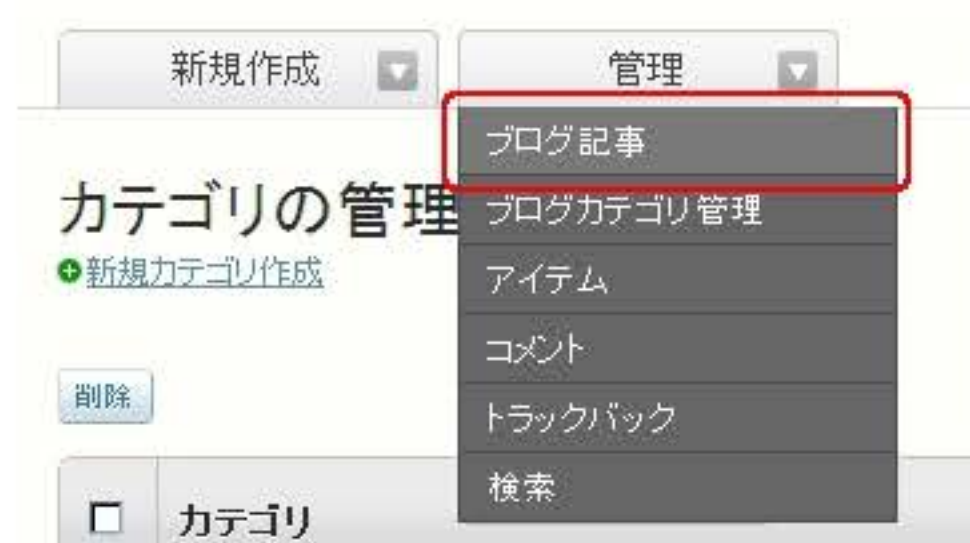 新規作成
管理
ブログ記事
ブログカテゴリ管理
アイテム
コメント
トラックバック
検索
カテゴリの管理
新規カテゴリ作成
削除
カテゴリ